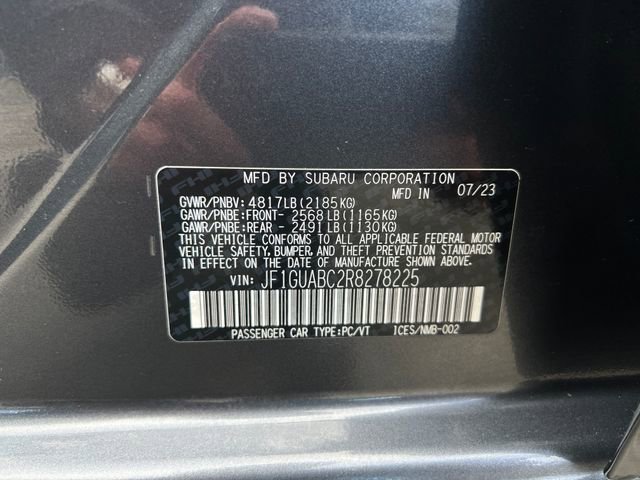 MFD BY SUBARU CORPORATION
MFD IN 07/23
GVWR/PNBV: 4817LB(2185KG)
GAWR/PNBE:FRONT- 2568LB(1165KG)
GAWR/PNBE:REAR - 2491LB(1130KG)
THIS VEHICLE CONFORMS TO ALL APPLICABLE FEDERAL MOTOR
VEHICLE SAFETY, BUMPER, AND THEFT PREVENTION STANDARDS
IN EFFECT ON THE DATE OF MANUFACTURE SHOWN ABOVE.
VIN: JF1GUABC2R8278225
PASSENGER CAR TYPE:PC/VT ICES/NMB-002